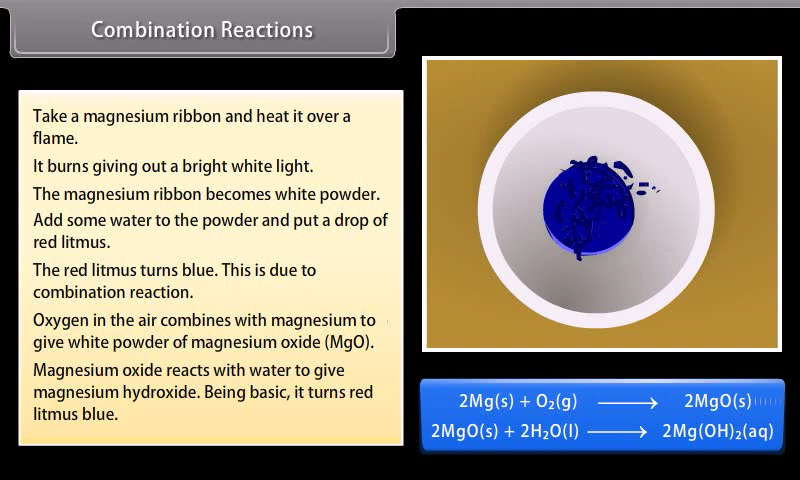 Combination Reactions
Take a magnesium ribbon and heat it over a
flame.
It burns giving out a bright white light.
The magnesium ribbon becomes white powder.
Add some water to the powder and put a drop of
red litmus.
The red litmus turns blue. This is due to
combination reaction.
Oxygen in the air combines with magnesium to
give white powder of magnesium oxide (MgO).
Magnesium oxide reacts with water to give
magnesium hydroxide. Being basic, it turns red
litmus blue.
2Mg(s) + O₂(g) ⟶ 2MgO(s)
2MgO(s) + 2H₂O(l) ⟶ 2Mg(OH)₂(aq)